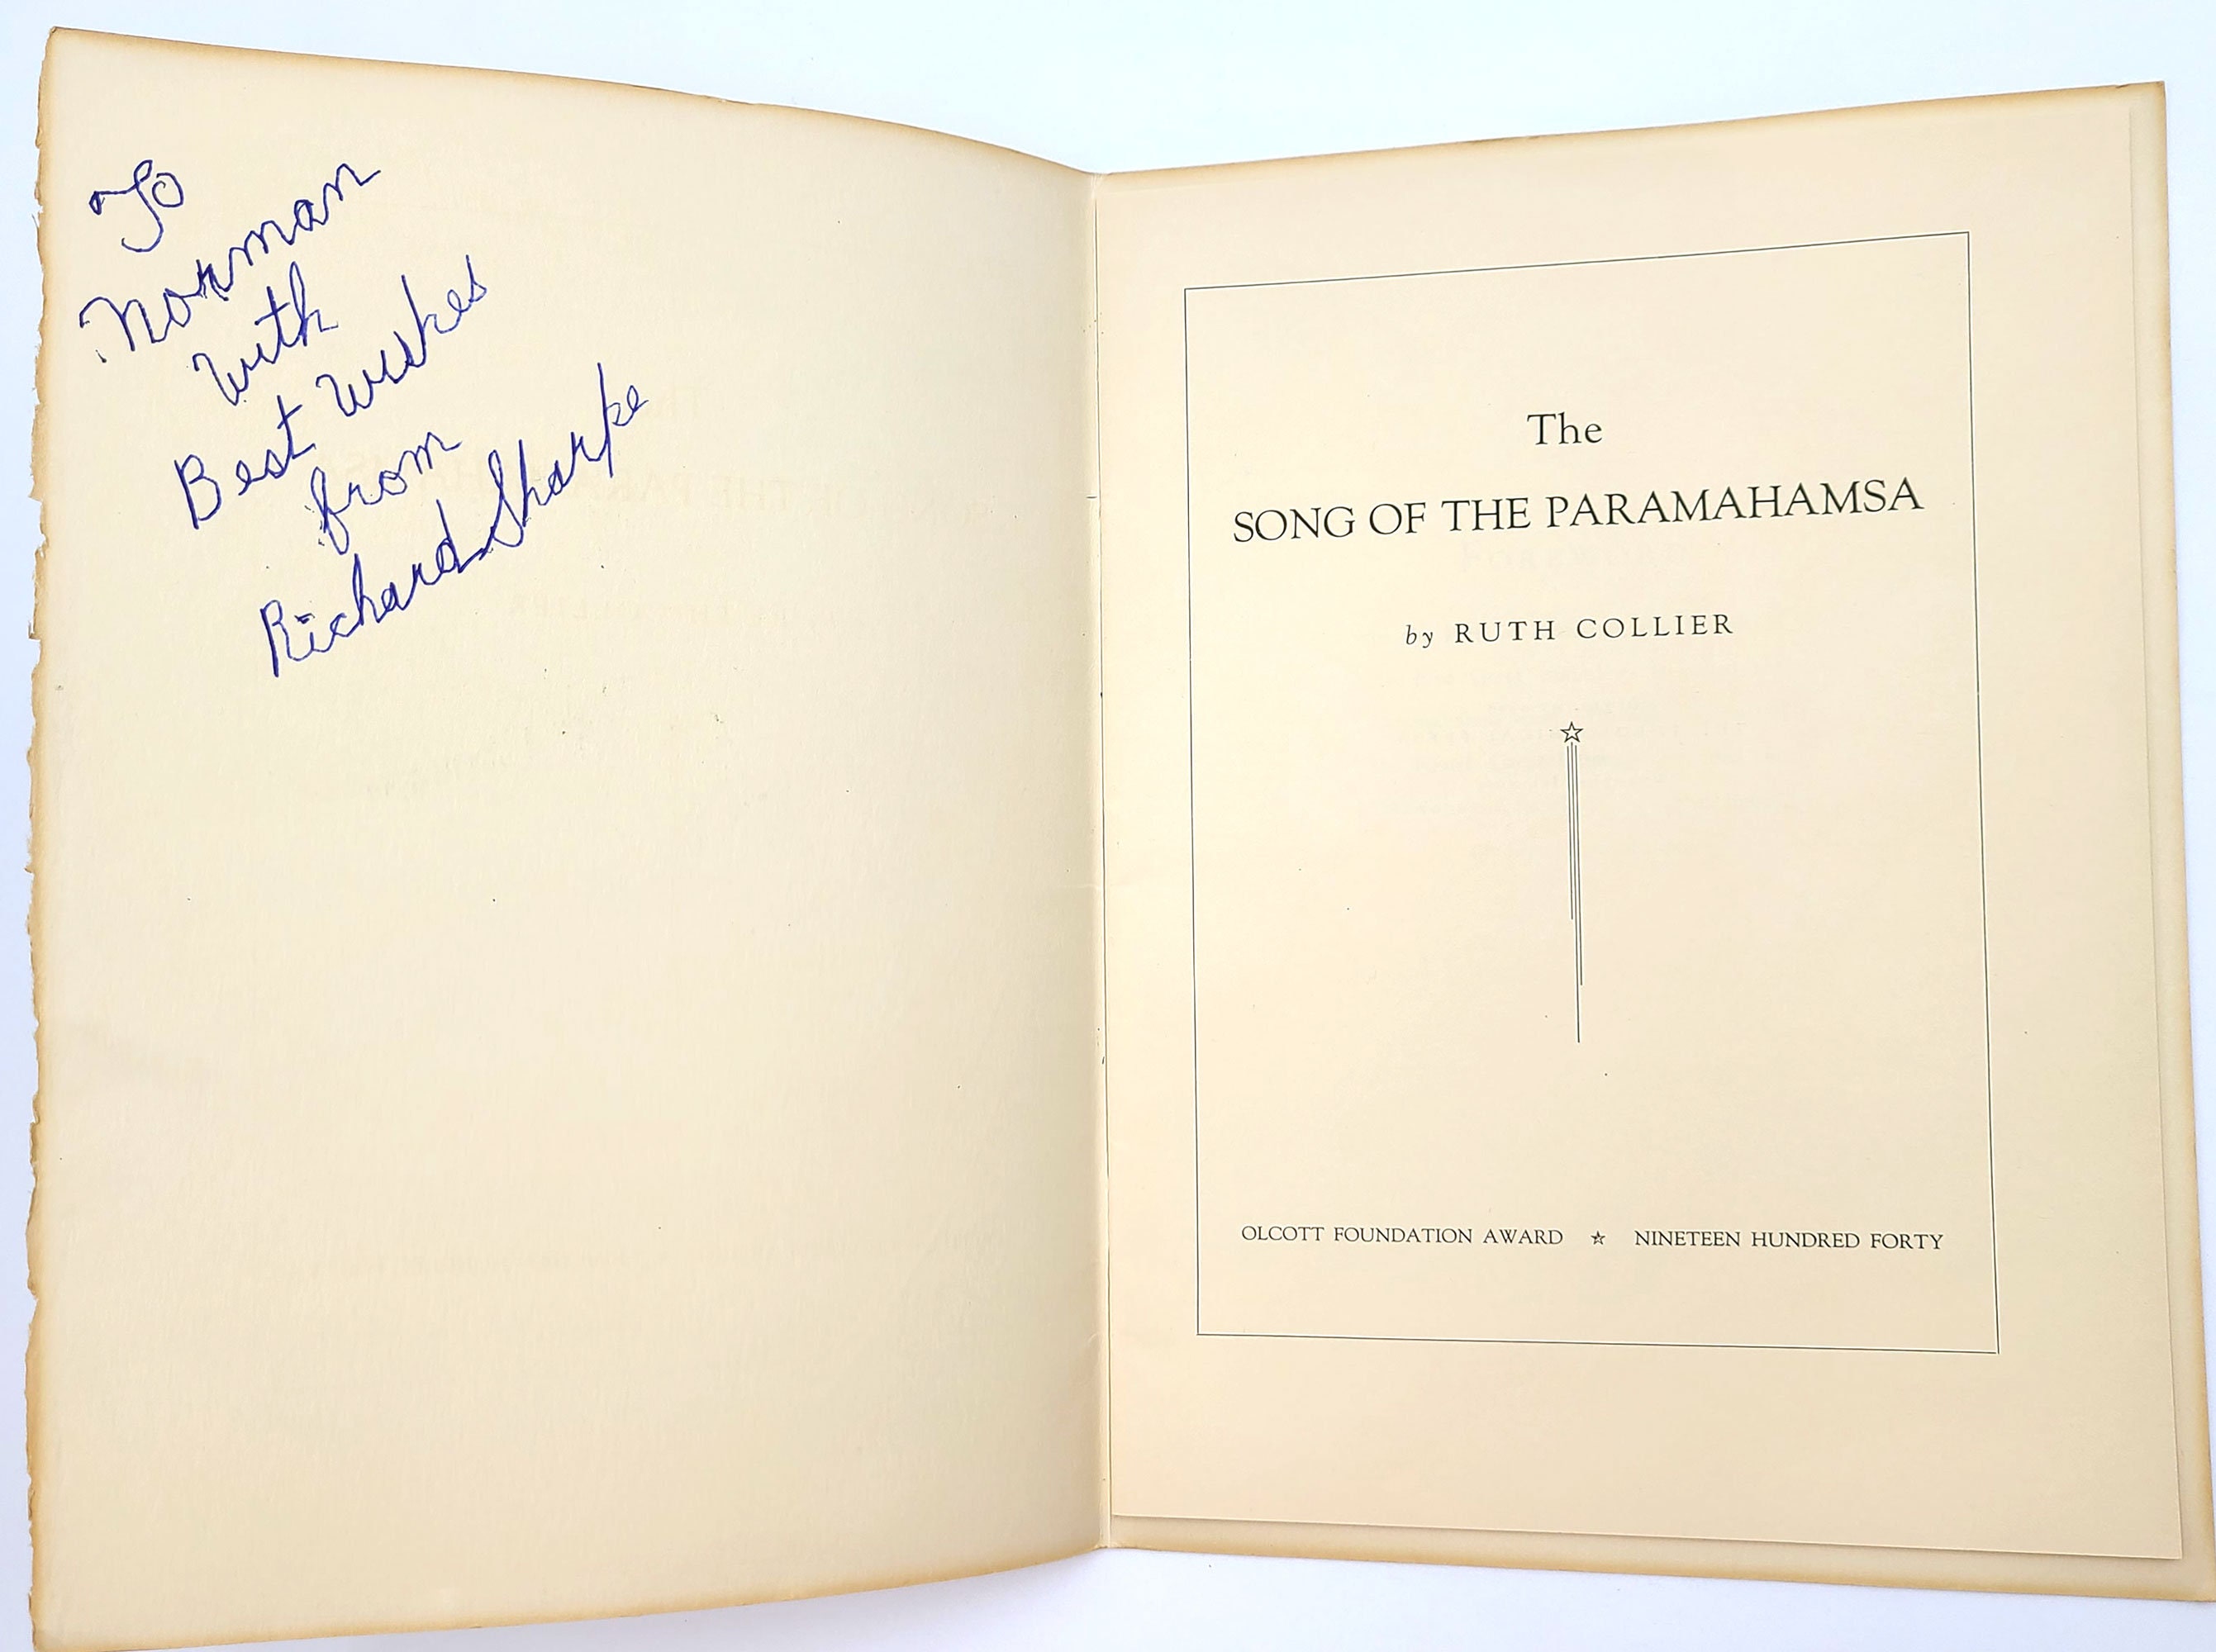 To
Norman
with
Best Wishes
from
Richard Sharpe
The
SONG OF THE PARAMAHAMSA
by RUTH COLLIER
OLCOTT FOUNDATION AWARD ☆ NINETEEN HUNDRED FORTY